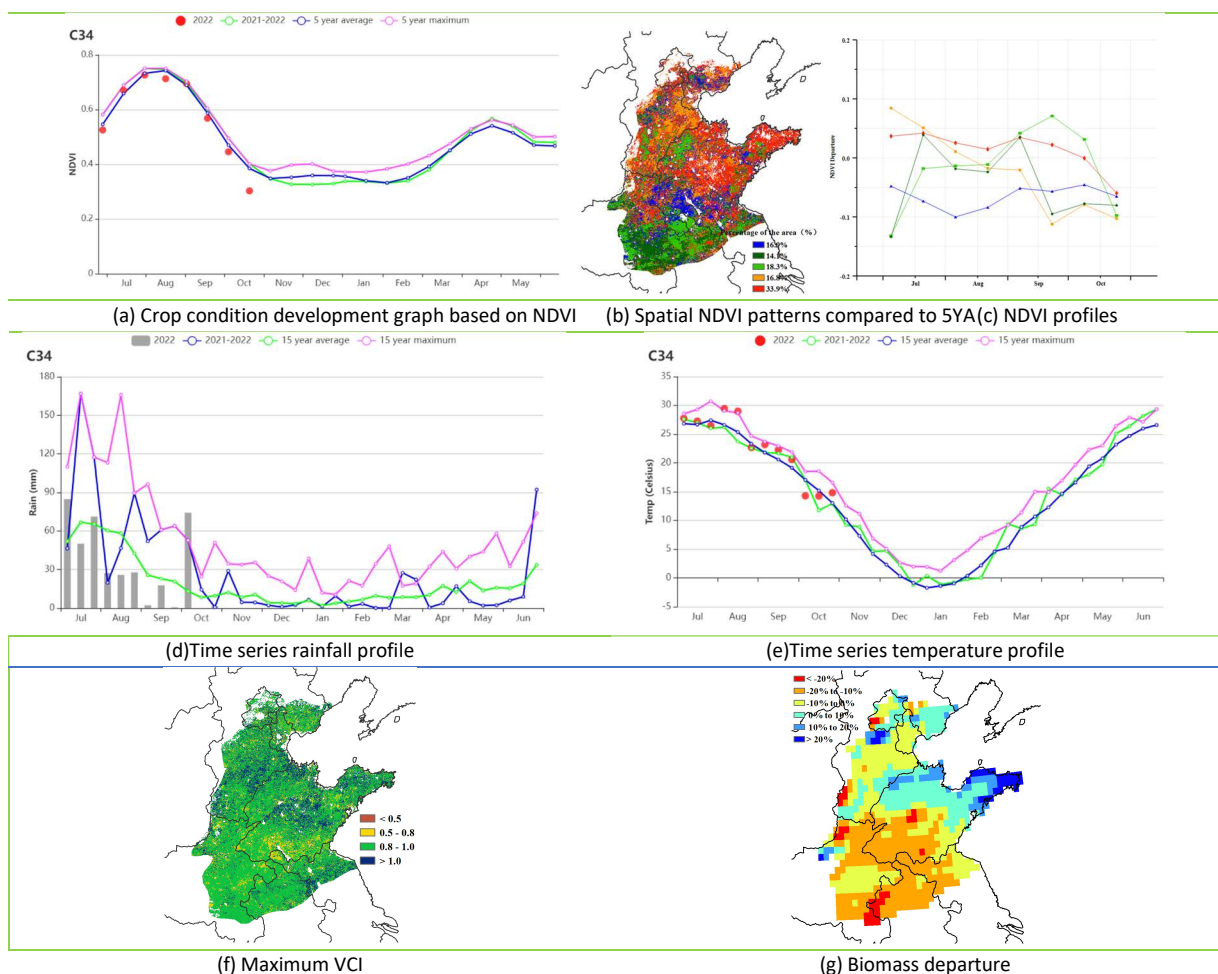 2022 2021-2022 5 year average 5 year maximum
C34
NDVI
0.8
0.6
0.4
0.2
0
Jul Aug Sep Oct Nov Dec Jan Feb Mar Apr May
Percentage of the area（%）
16.9%
14.1%
18.3%
16.8%
33.9%
NDVI Departure
0.2
0.1
0.0
-0.1
-0.2
Jul Aug Sep Oct
(a) Crop condition development graph based on NDVI
(b) Spatial NDVI patterns compared to 5YA
(c) NDVI profiles
2022 2021-2022 15 year average 15 year maximum
C34
Rain (mm)
180
150
120
90
60
30
0
Jul Aug Sep Oct Nov Dec Jan Feb Mar Apr May Jun
2022 2021-2022 15 year average 15 year maximum
C34
Temp (Celsius)
35
30
25
20
15
10
5
0
-5
Jul Aug Sep Oct Nov Dec Jan Feb Mar Apr May Jun
(d)Time series rainfall profile
(e)Time series temperature profile
< 0.5
0.5 - 0.8
0.8 - 1.0
> 1.0
< -20%
-20% to -10%
-10% to 0%
0% to 10%
10% to 20%
> 20%
(f) Maximum VCI
(g) Biomass departure